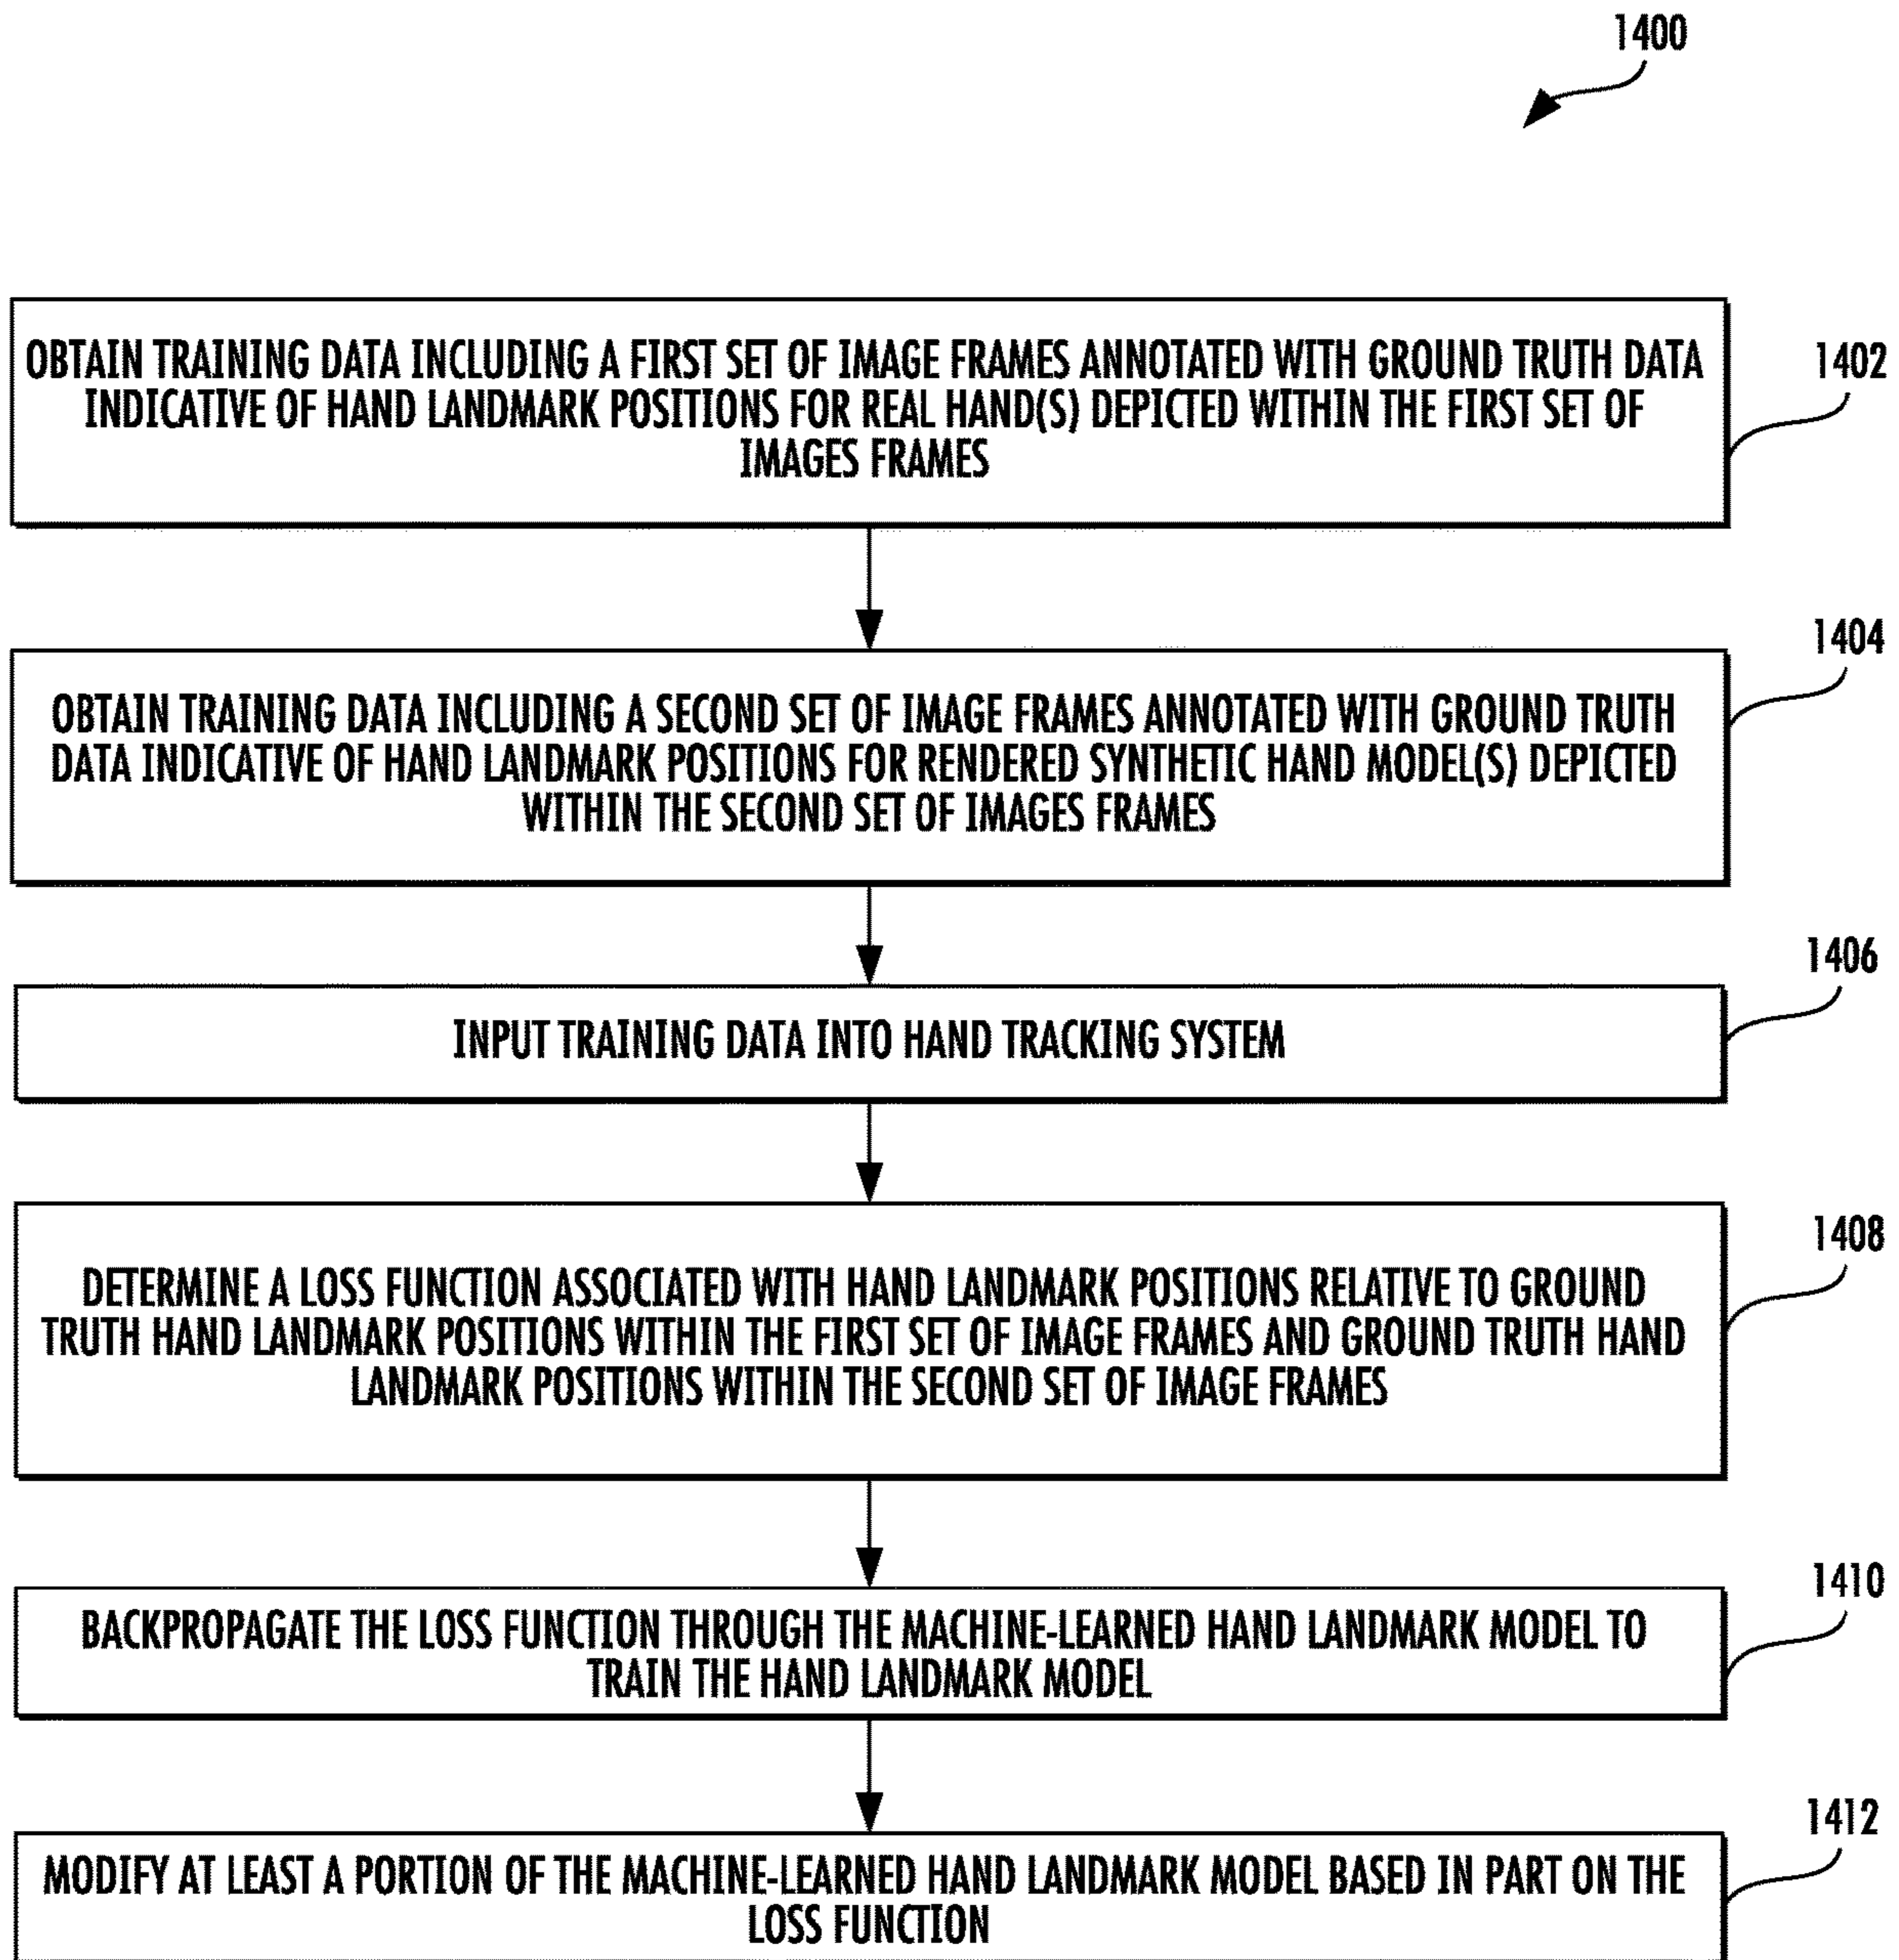 1400
OBTAIN TRAINING DATA INCLUDING A FIRST SET OF IMAGE FRAMES ANNOTATED WITH GROUND TRUTH DATA
INDICATIVE OF HAND LANDMARK POSITIONS FOR REAL HAND(S) DEPICTED WITHIN THE FIRST SET OF
IMAGES FRAMES
1402
OBTAIN TRAINING DATA INCLUDING A SECOND SET OF IMAGE FRAMES ANNOTATED WITH GROUND TRUTH
DATA INDICATIVE OF HAND LANDMARK POSITIONS FOR RENDERED SYNTHETIC HAND MODEL(S) DEPICTED
WITHIN THE SECOND SET OF IMAGES FRAMES
1404
INPUT TRAINING DATA INTO HAND TRACKING SYSTEM
1406
DETERMINE A LOSS FUNCTION ASSOCIATED WITH HAND LANDMARK POSITIONS RELATIVE TO GROUND
TRUTH HAND LANDMARK POSITIONS WITHIN THE FIRST SET OF IMAGE FRAMES AND GROUND TRUTH HAND
LANDMARK POSITIONS WITHIN THE SECOND SET OF IMAGE FRAMES
1408
BACKPROPAGATE THE LOSS FUNCTION THROUGH THE MACHINE-LEARNED HAND LANDMARK MODEL TO
TRAIN THE HAND LANDMARK MODEL
1410
MODIFY AT LEAST A PORTION OF THE MACHINE-LEARNED HAND LANDMARK MODEL BASED IN PART ON THE
LOSS FUNCTION
1412